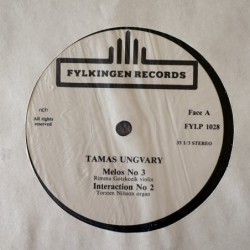 FYLKINGEN RECORDS
ncb
All rights
reserved
Face A
FYLP 1028
33 1/3 STEREO
TAMAS UNGVARY
Melos No 3
violin
Interaction No 2
Torsten Nilsson organ